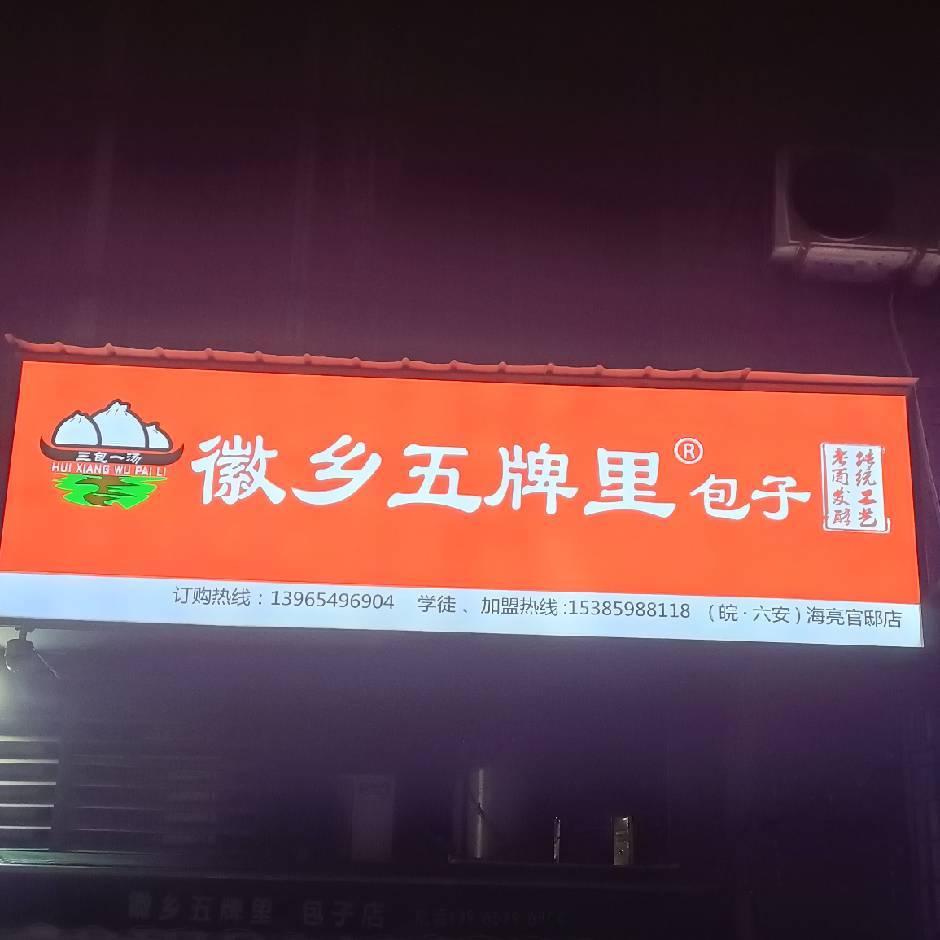 三包一汤
HUI XIANG WU PAI LI
徽乡五牌里® 包子
传统工艺
老面发酵
订购热线：13965496904 学徒、加盟热线:15385988118 （皖·六安）海亮官邸店
徽乡五牌里 包子店